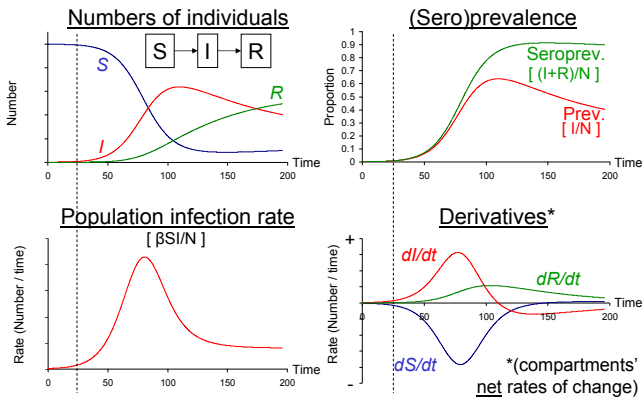 Numbers of individuals
S
I
R
S
I
R
Number
Time
0
50
100
150
200
(Sero)prevalence
1
0.9
0.8
0.7
0.6
0.5
0.4
0.3
0.2
0.1
0
Proportion
Seroprev.
[ (I+R)/N ]
Prev.
[ I/N ]
Time
0
50
100
150
200
Population infection rate
[ βSI/N ]
Rate (Number / time)
Time
0
50
100
150
200
Derivatives*
+
-
Rate (Number / time)
dI/dt
dR/dt
dS/dt
Time
0
50
100
150
200
*(compartments'
net rates of change)